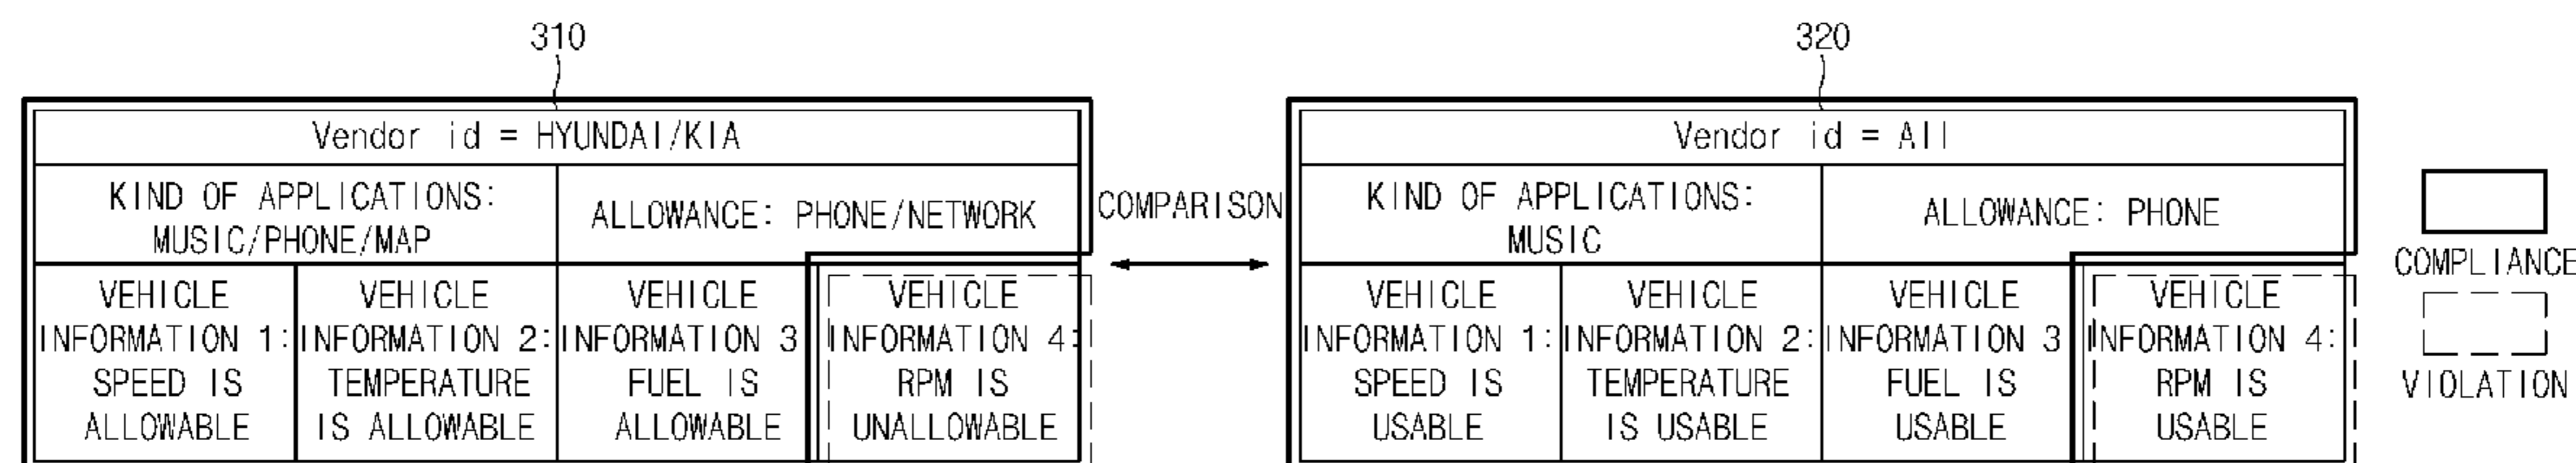 310
320
Vendor id = HYUNDAI/KIA
KIND OF APPLICATIONS:
MUSIC/PHONE/MAP
ALLOWANCE: PHONE/NETWORK
VEHICLE
INFORMATION 1:
SPEED IS
ALLOWABLE
VEHICLE
INFORMATION 2:
TEMPERATURE
IS ALLOWABLE
VEHICLE
INFORMATION 3
FUEL IS
ALLOWABLE
VEHICLE
INFORMATION 4:
RPM IS
UNALLOWABLE
COMPARISON
Vendor id = All
KIND OF APPLICATIONS:
MUSIC
ALLOWANCE: PHONE
VEHICLE
INFORMATION 1:
SPEED IS
USABLE
VEHICLE
INFORMATION 2:
TEMPERATURE
IS USABLE
VEHICLE
INFORMATION 3
FUEL IS
USABLE
VEHICLE
INFORMATION 4:
RPM IS
USABLE
COMPLIANCE
VIOLATION